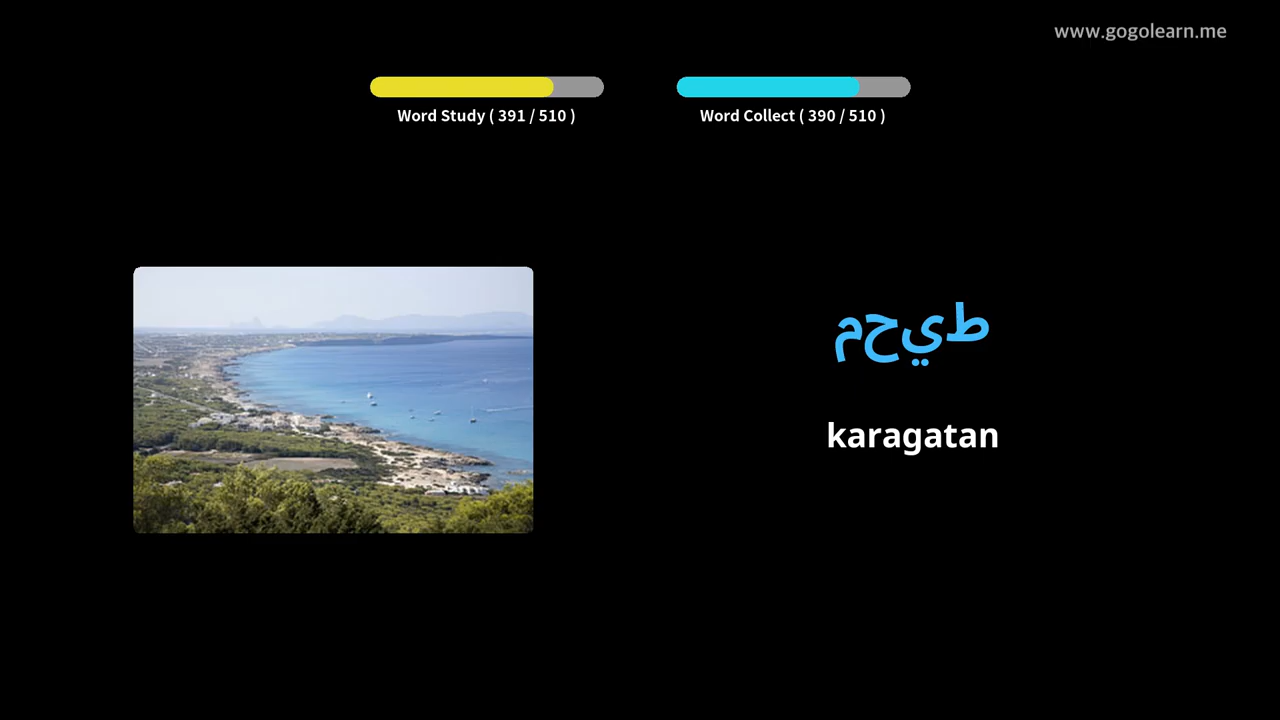 www.gogolearn.me
Word Study ( 391 / 510 )
Word Collect ( 390 / 510 )
محيط
karagatan